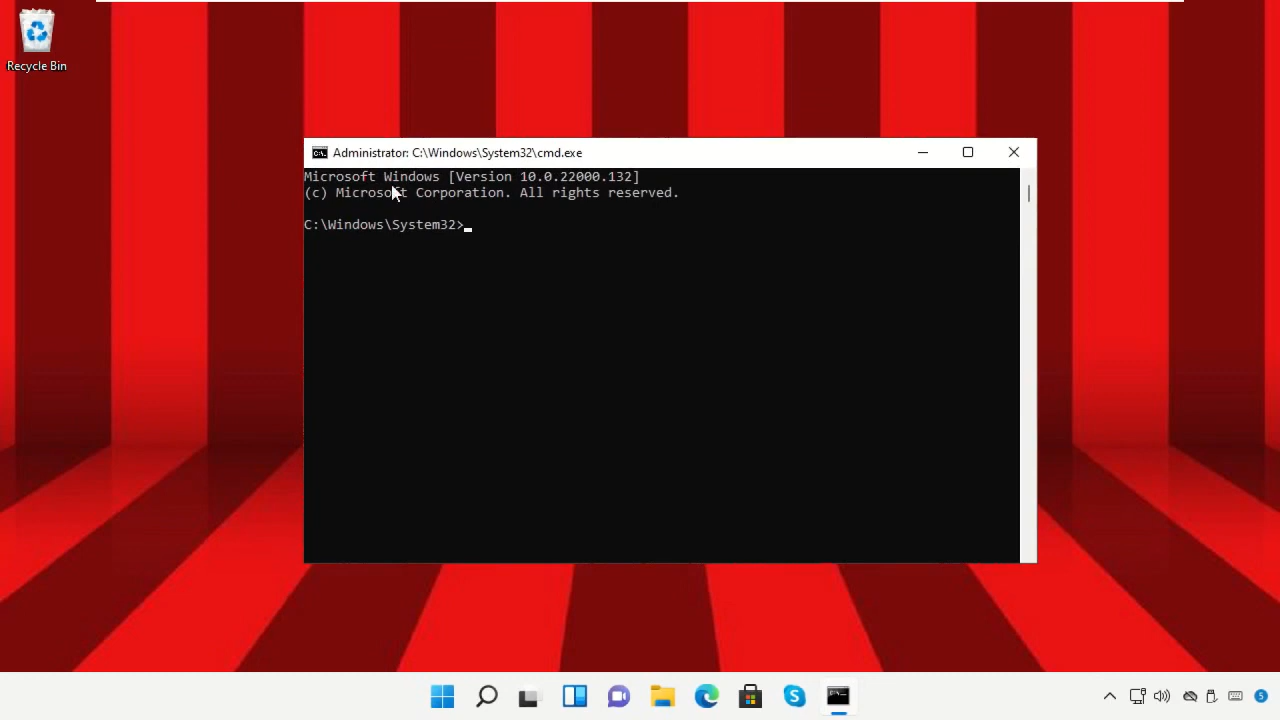 Recycle Bin
Administrator: C:\Windows\System32\cmd.exe
Microsoft Windows [Version 10.0.22000.132]
(c) Microsoft Corporation. All rights reserved.
C:\Windows\System32>
5